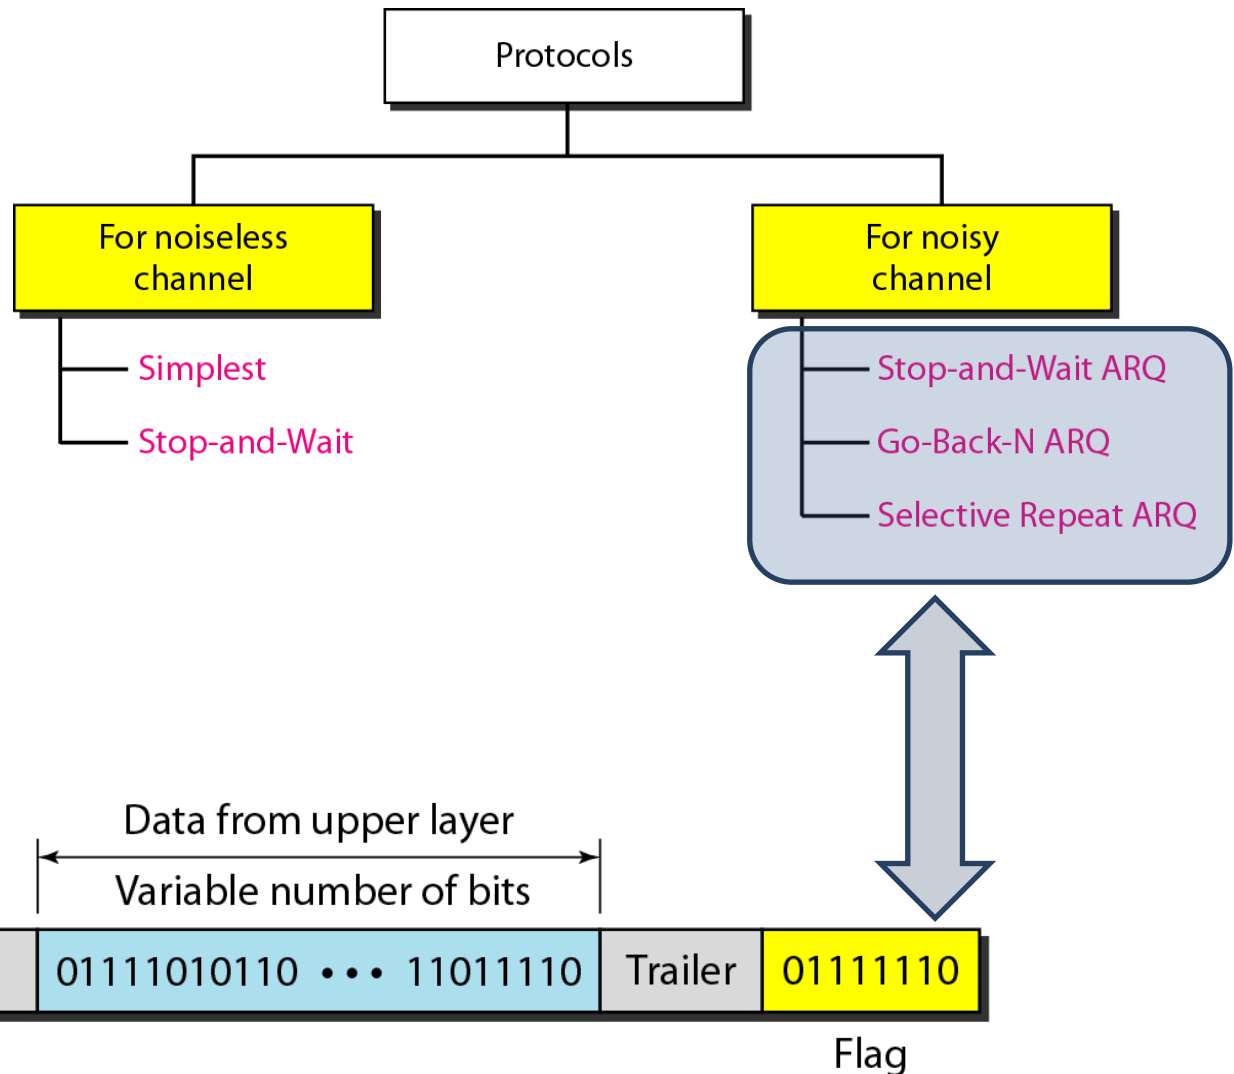 Protocols
For noiseless
channel
For noisy
channel
Simplest
Stop-and-Wait
Stop-and-Wait ARQ
Go-Back-N ARQ
Selective Repeat ARQ
Data from upper layer
Variable number of bits
01111010110 ••• 11011110
Trailer
01111110
Flag